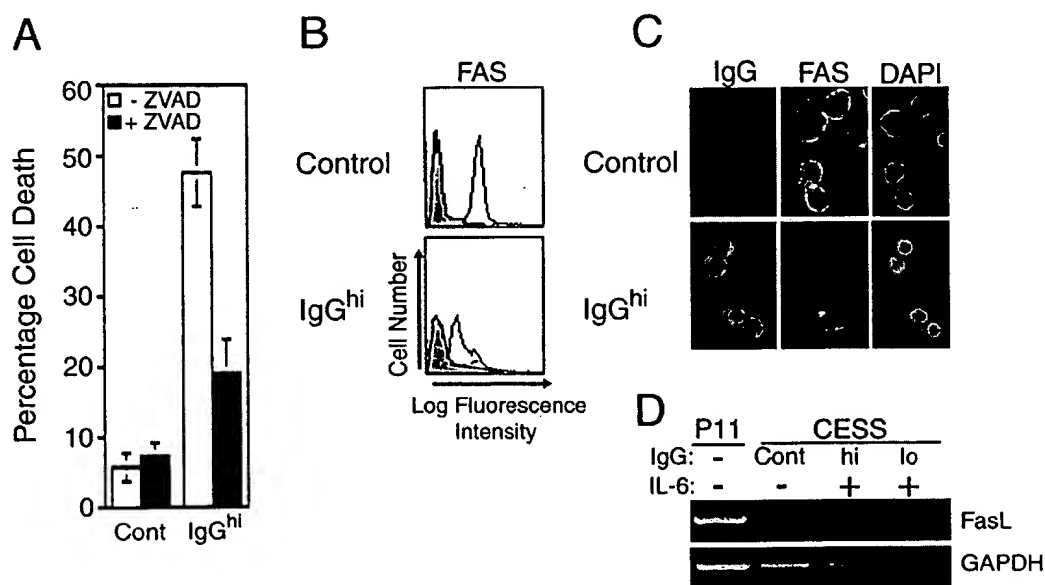 A
60
50
40
30
20
10
0
Percentage Cell Death
- ZVAD
+ ZVAD
Cont IgGhi
B
FAS
Control
IgGhi
Cell Number
Log Fluorescence
Intensity
C
IgG FAS DAPI
Control
IgGhi
D
P11 CESS
IgG: - Cont hi lo
IL-6: - - + +
FasL
GAPDH